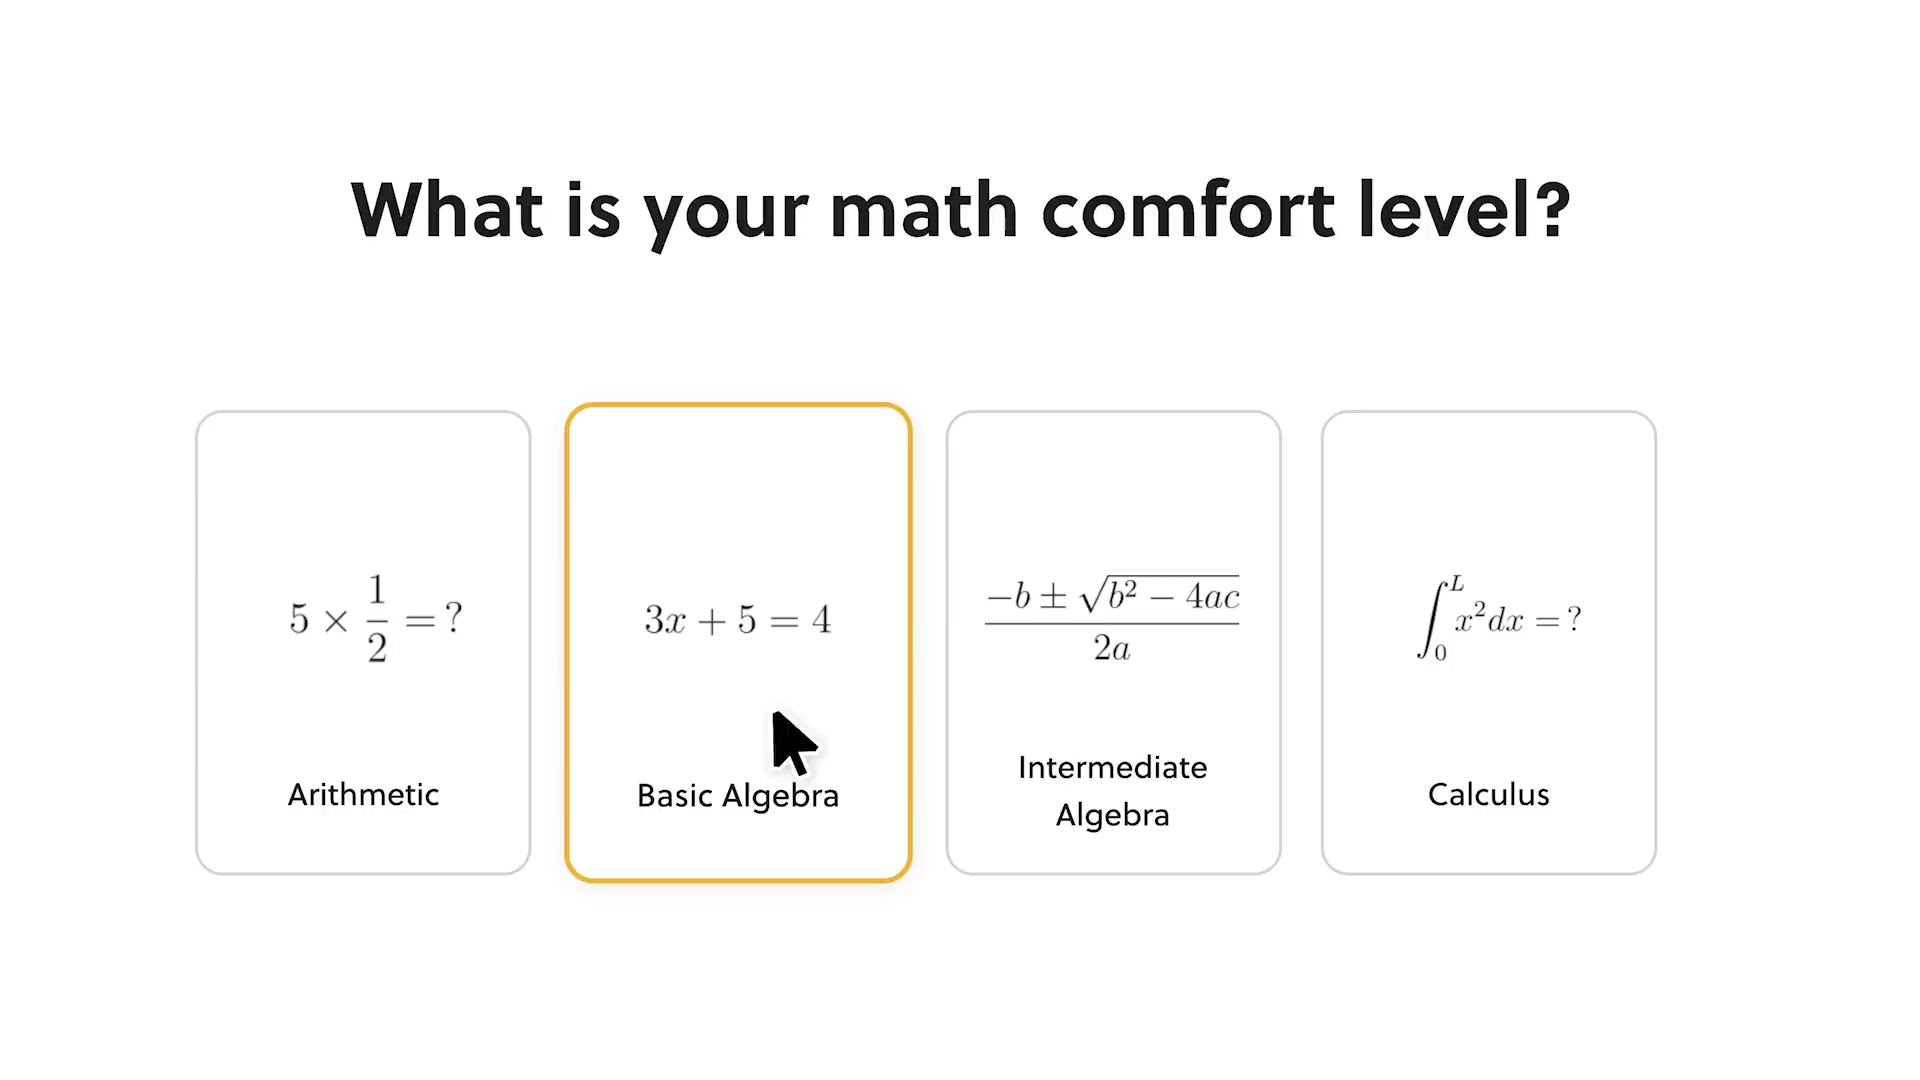 What is your math comfort level?
5 × 1/2 = ?
Arithmetic
3x + 5 = 4
Basic Algebra
(−b ± √(b² − 4ac))/2a
Intermediate
Algebra
∫₀ᴸ x²dx = ?
Calculus